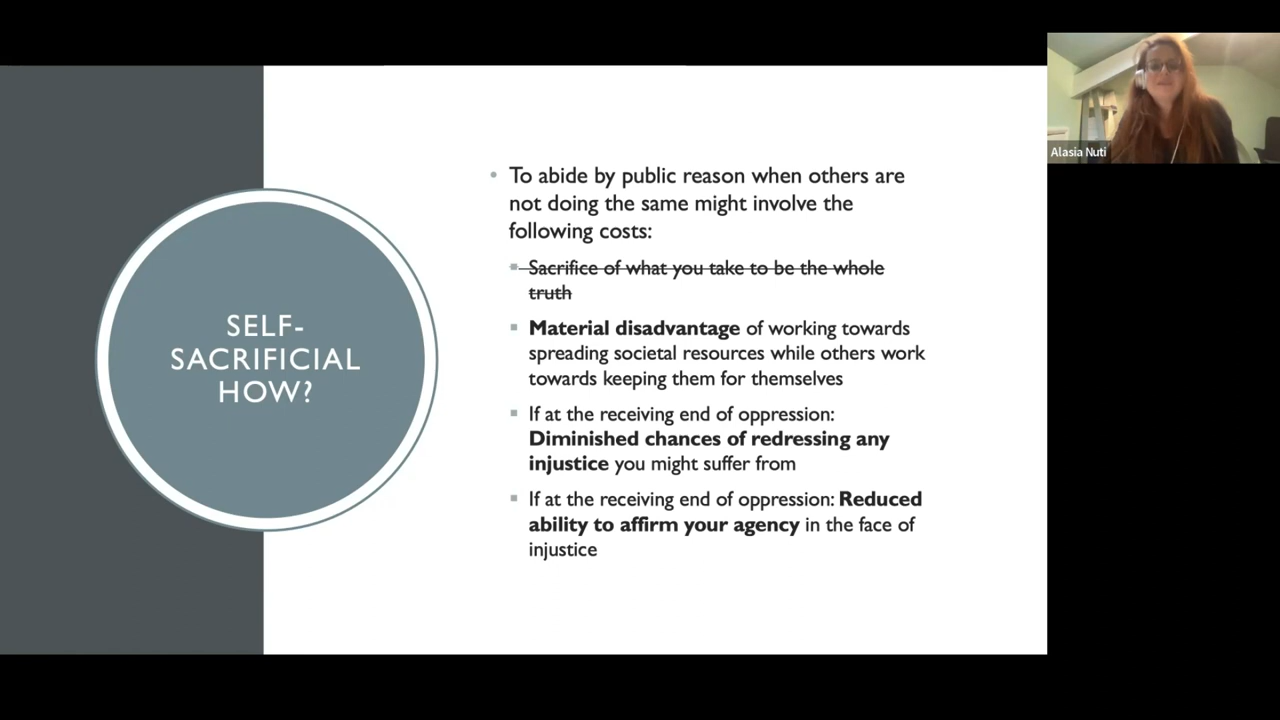 SELF-
SACRIFICIAL
HOW?
• To abide by public reason when others are
not doing the same might involve the
following costs:
▪ Sacrifice of what you take to be the whole
truth
▪ Material disadvantage of working towards
spreading societal resources while others work
towards keeping them for themselves
▪ If at the receiving end of oppression:
Diminished chances of redressing any
injustice you might suffer from
▪ If at the receiving end of oppression: Reduced
ability to affirm your agency in the face of
injustice
Alasia Nuti